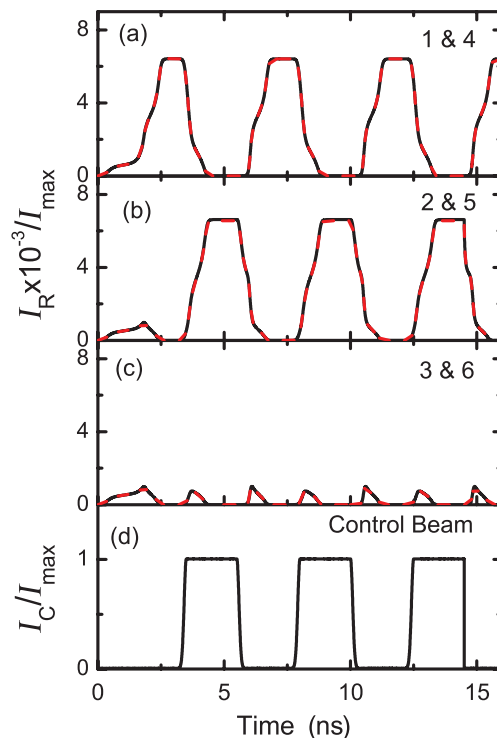 8
(a)
1 & 4
4
0
8
(b)
2 & 5
4
0
I_R x10^-3/I_max
8
(c)
3 & 6
4
0
Control Beam
(d)
1
0
I_C/I_max
0 5 10 15
Time (ns)